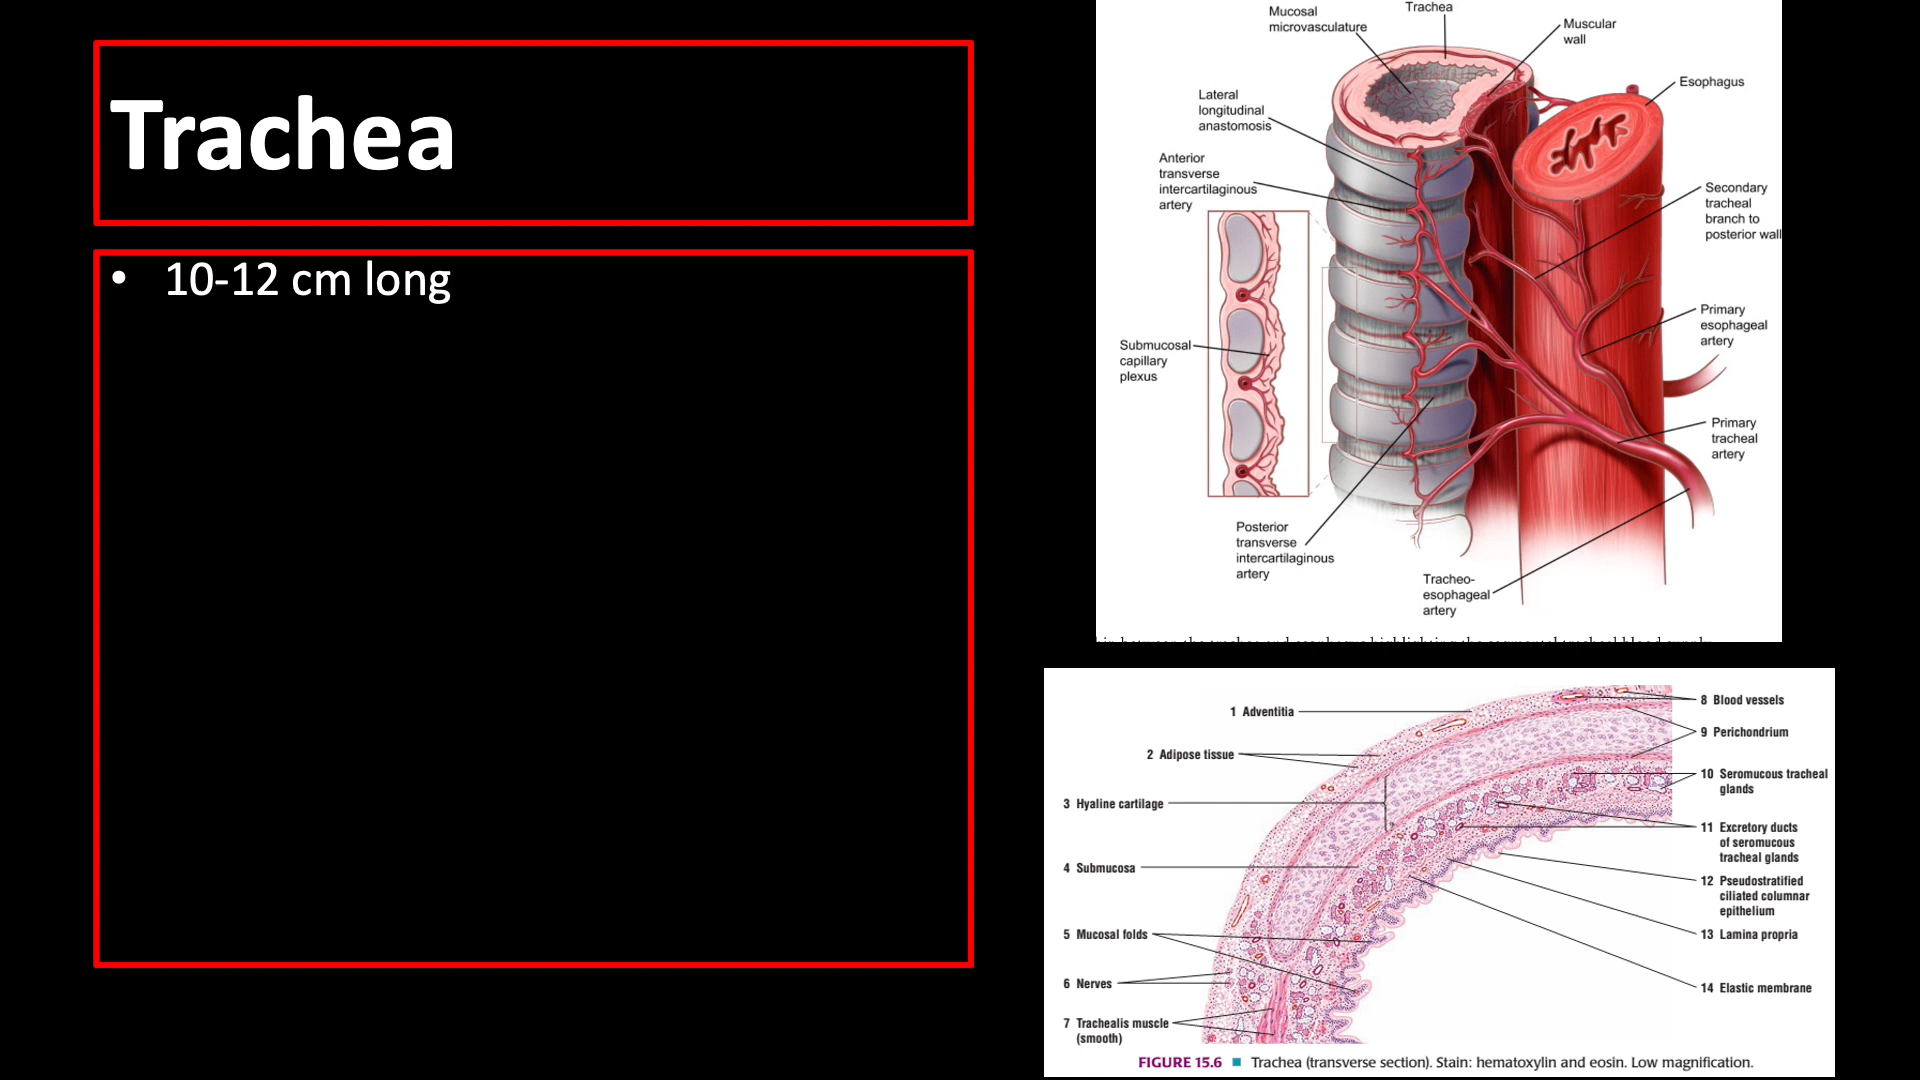 Trachea
• 10-12 cm long
Mucosal
microvasculature
Trachea
Muscular
wall
Esophagus
Lateral
longitudinal
anastomosis
Anterior
transverse
intercartilaginous
artery
Secondary
tracheal
branch to
posterior wall
Primary
esophageal
artery
Submucosal
capillary
plexus
Primary
tracheal
artery
Posterior
transverse
intercartilaginous
artery
Tracheo-
esophageal
artery
1 Adventitia
2 Adipose tissue
3 Hyaline cartilage
4 Submucosa
5 Mucosal folds
6 Nerves
7 Trachealis muscle
(smooth)
8 Blood vessels
9 Perichondrium
10 Seromucous tracheal
glands
11 Excretory ducts
of seromucous
tracheal glands
12 Pseudostratified
ciliated columnar
epithelium
13 Lamina propria
14 Elastic membrane
FIGURE 15.6 ■ Trachea (transverse section). Stain: hematoxylin and eosin. Low magnification.